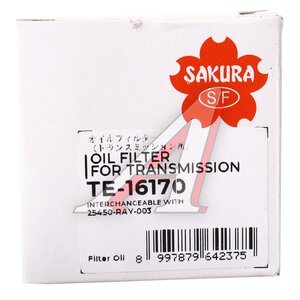 SAKURA
S/F
オイルフィルター
(トランスミッション用)
OIL FILTER
FOR TRANSMISSION
TE-16170
INTERCHANGEABLE WITH
25450-RAY-003
Filter Oli
8 997879 642375